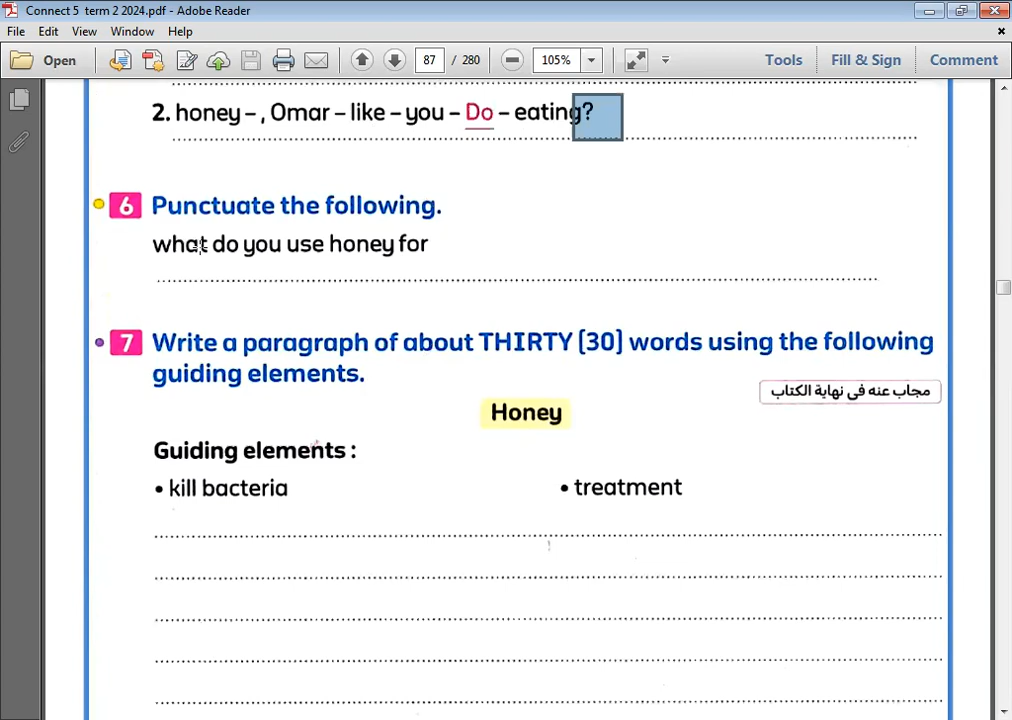 Connect 5 term 2 2024.pdf - Adobe Reader
File Edit View Window Help
Open 87 / 280 105% Tools Fill & Sign Comment
2. honey – , Omar – like – you – Do – eating?
6 Punctuate the following.
what do you use honey for
7 Write a paragraph of about THIRTY (30) words using the following
guiding elements.
مجاب عنه فى نهاية الكتاب
Honey
Guiding elements :
• kill bacteria • treatment